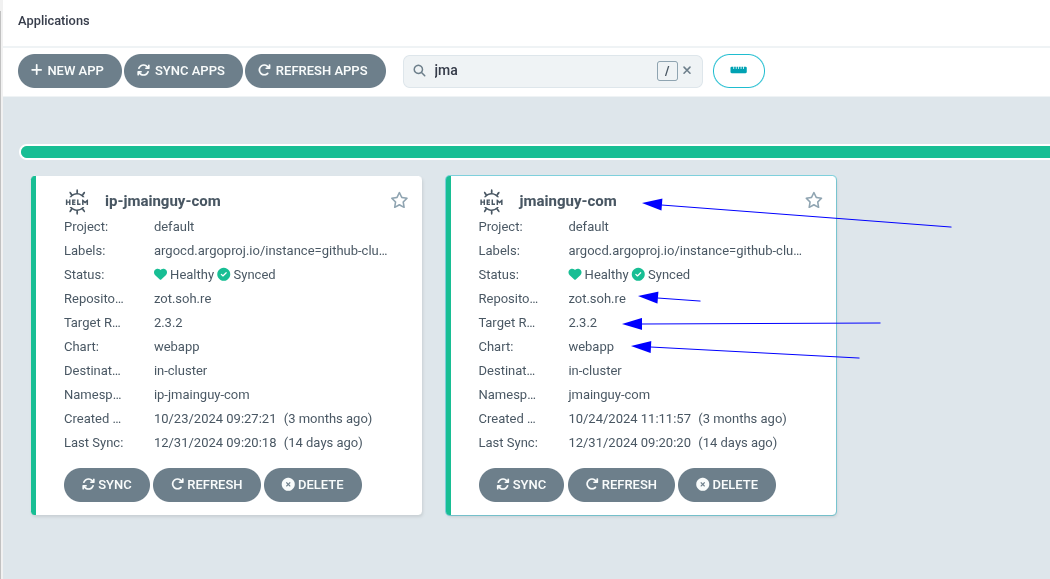 Applications
+ NEW APP SYNC APPS REFRESH APPS jma / ×
HELM ip-jmainguy-com
Project: default
Labels: argocd.argoproj.io/instance=github-clu...
Status: Healthy Synced
Reposito... zot.soh.re
Target R... 2.3.2
Chart: webapp
Destinat... in-cluster
Namesp... ip-jmainguy-com
Created ... 10/23/2024 09:27:21 (3 months ago)
Last Sync: 12/31/2024 09:20:18 (14 days ago)
SYNC REFRESH DELETE
HELM jmainguy-com
Project: default
Labels: argocd.argoproj.io/instance=github-clu...
Status: Healthy Synced
Reposito... zot.soh.re
Target R... 2.3.2
Chart: webapp
Destinat... in-cluster
Namesp... jmainguy-com
Created ... 10/24/2024 11:11:57 (3 months ago)
Last Sync: 12/31/2024 09:20:20 (14 days ago)
SYNC REFRESH DELETE